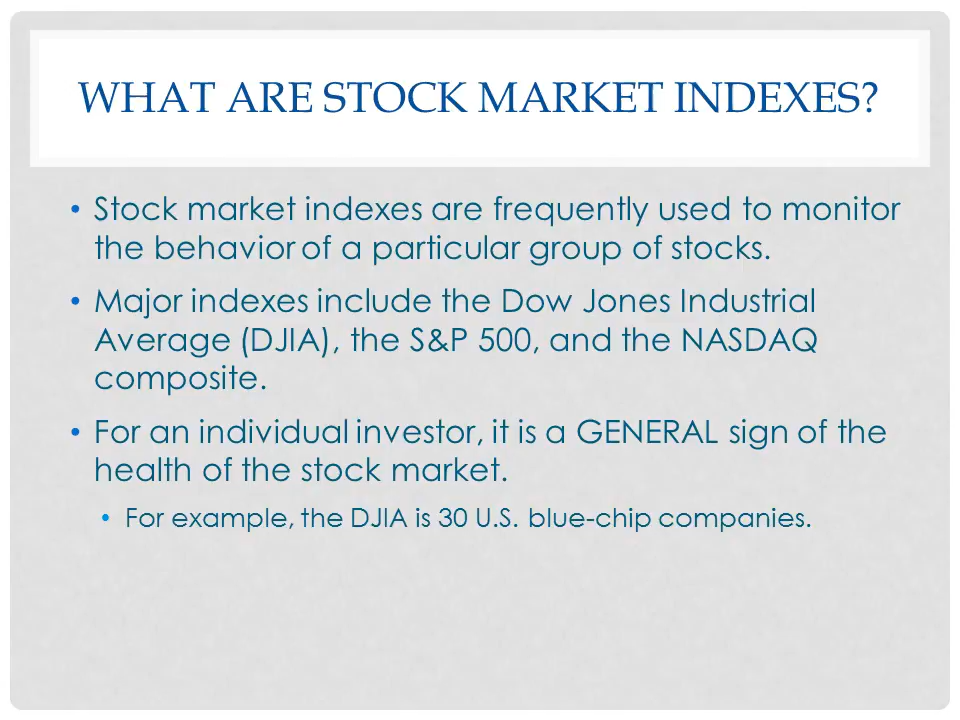 WHAT ARE STOCK MARKET INDEXES?
• Stock market indexes are frequently used to monitor
the behavior of a particular group of stocks.
• Major indexes include the Dow Jones Industrial
Average (DJIA), the S&P 500, and the NASDAQ
composite.
• For an individual investor, it is a GENERAL sign of the
health of the stock market.
• For example, the DJIA is 30 U.S. blue-chip companies.